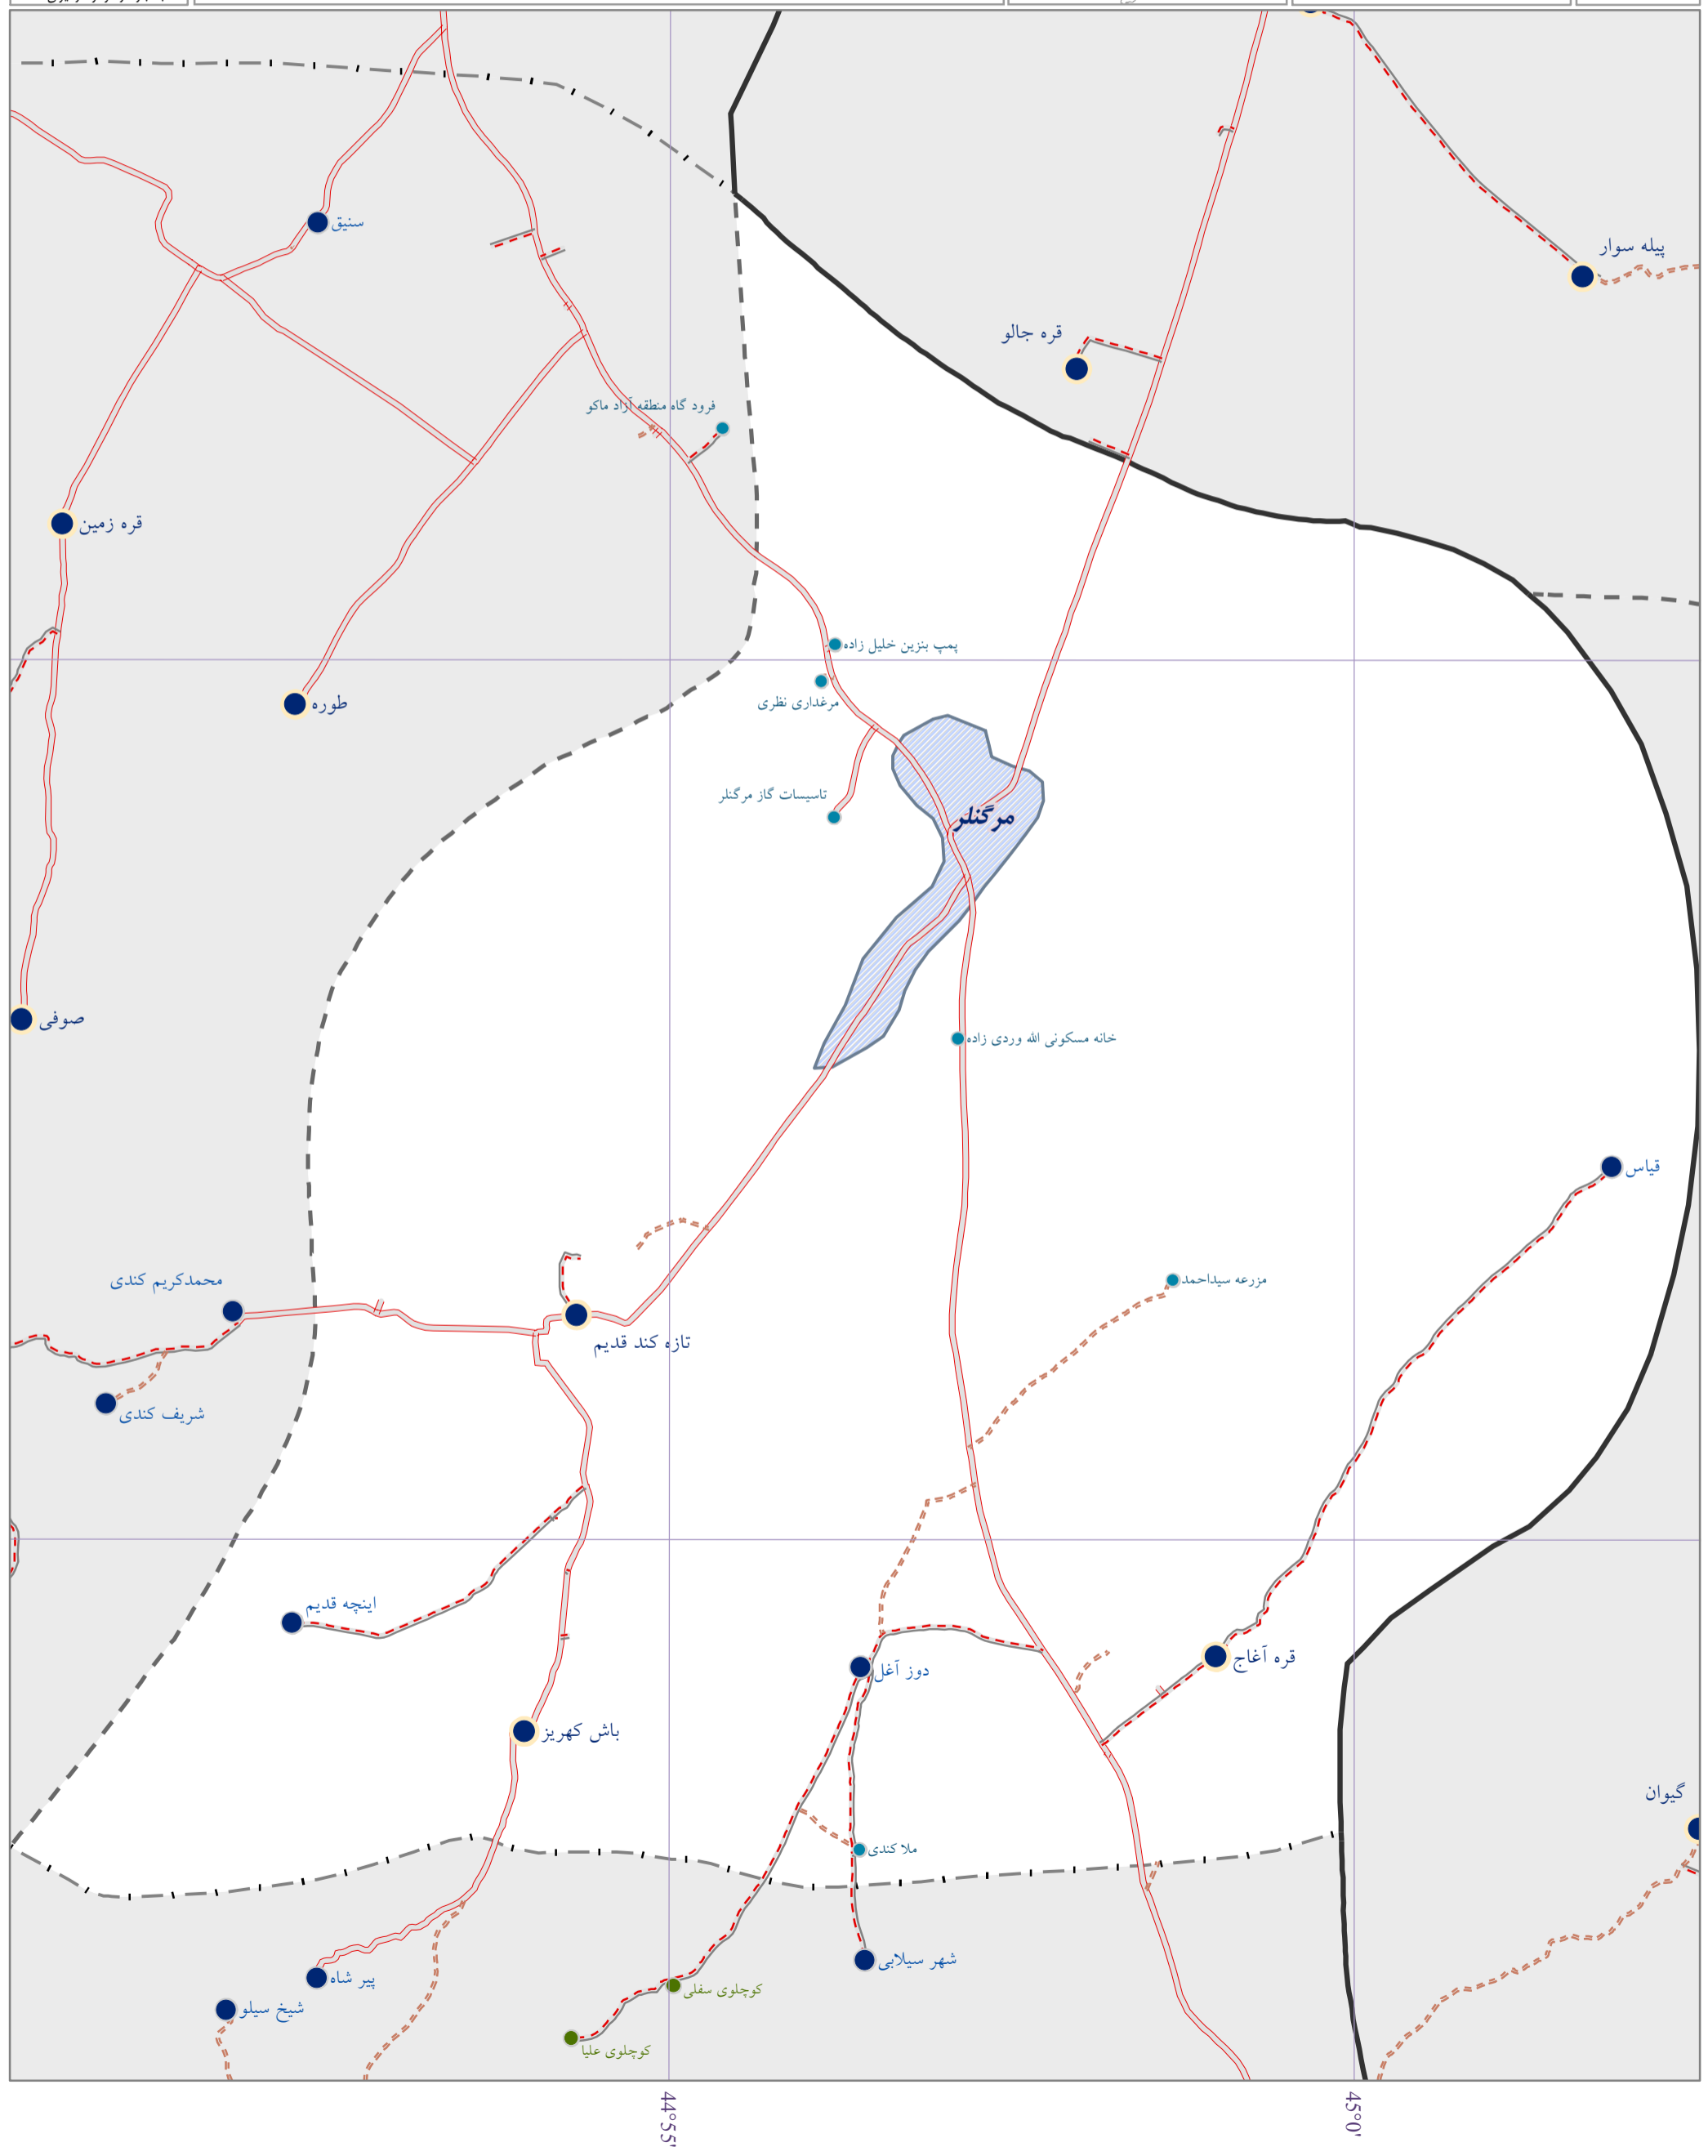 سنیق
پیله سوار
قره جالو
فرود گاه منطقه آزاد ماکو
قره زمین
پمپ بنزین خلیل زاده
مرغداری نظری
طوره
تاسیسات گاز مرگنلر
مرگنلر
صوفی
خانه مسکونی الله وردی زاده
قیاس
محمدکریم کندی
مزرعه سیداحمد
تازه کند قدیم
شریف کندی
اینچه قدیم
قره آغاج
دوز آغل
باش کهریز
گیوان
ملا کندی
شهر سیلابی
پیر شاه
کوچلوی سفلی
شیخ سیلو
کوچلوی علیا
44°55'
45°0'